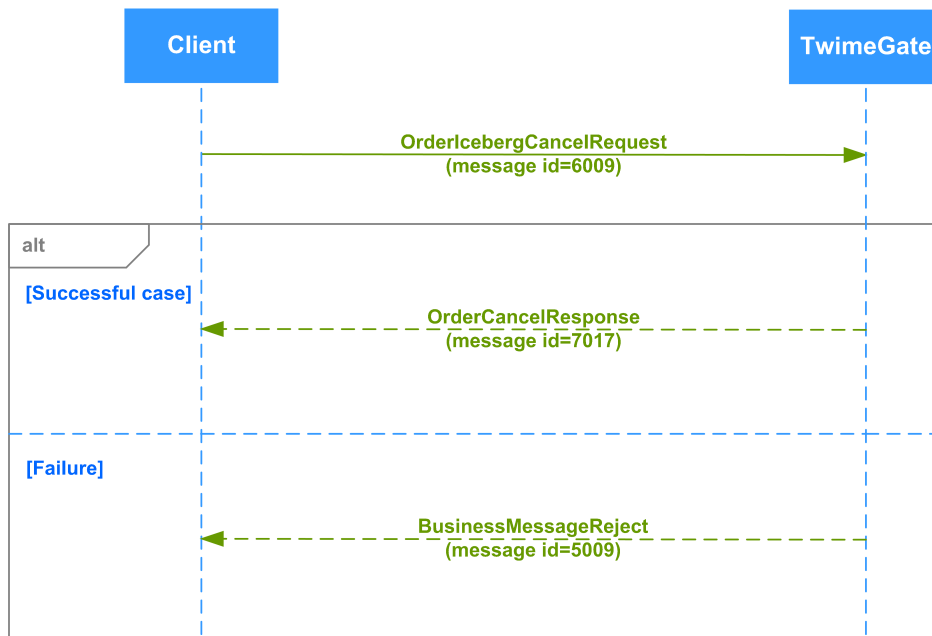 Client
TwimeGate
OrderIcebergCancelRequest
(message id=6009)
alt
[Successful case]
OrderCancelResponse
(message id=7017)
[Failure]
BusinessMessageReject
(message id=5009)